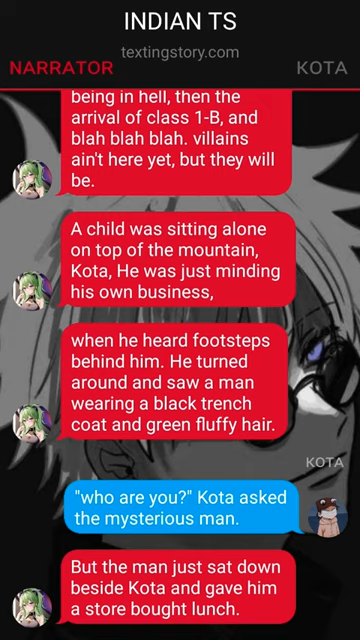 INDIAN TS
textingstory.com
NARRATOR KOTA
being in hell, then the
arrival of class 1-B, and
blah blah blah. villains
ain't here yet, but they will
be.
A child was sitting alone
on top of the mountain,
Kota, He was just minding
his own business,
when he heard footsteps
behind him. He turned
around and saw a man
wearing a black trench
coat and green fluffy hair.
KOTA
"who are you?" Kota asked
the mysterious man.
But the man just sat down
beside Kota and gave him
a store bought lunch.